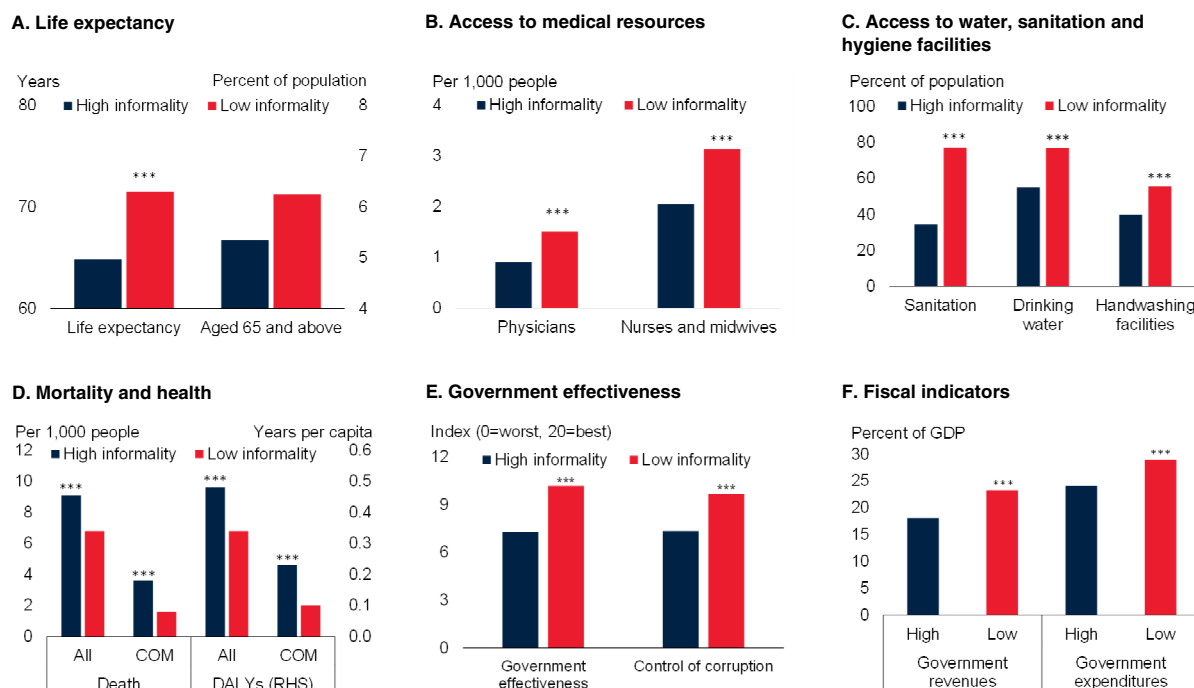 A. Life expectancy
Years
Percent of population
80
High informality
Low informality
8
7
70
6
5
60
4
Life expectancy
Aged 65 and above
***
B. Access to medical resources
Per 1,000 people
4
High informality
Low informality
3
2
1
0
***
***
Physicians
Nurses and midwives
C. Access to water, sanitation and
hygiene facilities
Percent of population
100
High informality
Low informality
80
60
40
20
0
***
***
***
Sanitation
Drinking
water
Handwashing
facilities
D. Mortality and health
Per 1,000 people
Years per capita
12
High informality
Low informality
0.6
10
0.5
8
0.4
6
0.3
4
0.2
2
0.1
0
0.0
***
***
***
***
All
COM
All
COM
Death
DALYs (RHS)
E. Government effectiveness
Index (0=worst, 20=best)
12
High informality
Low informality
9
6
3
0
***
***
Government
effectiveness
Control of corruption
F. Fiscal indicators
Percent of GDP
30
25
20
15
10
5
0
***
***
High
Low
High
Low
Government
revenues
Government
expenditures